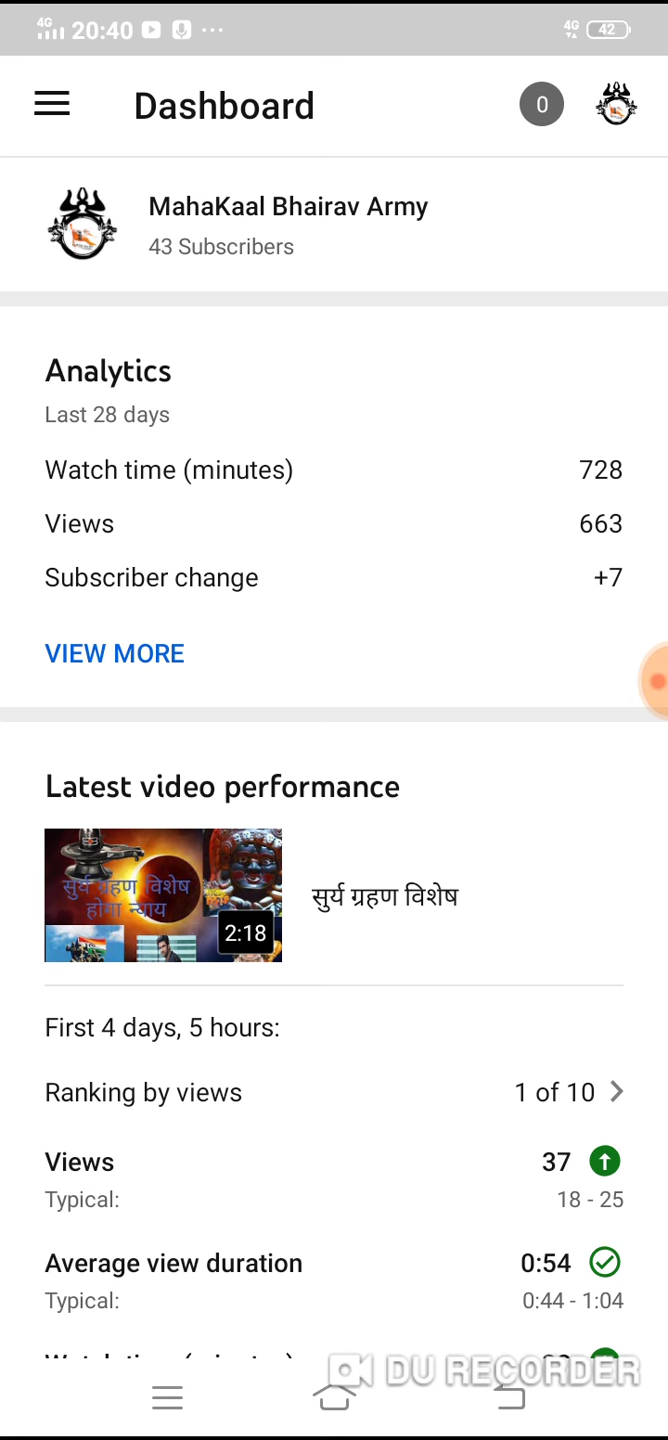 4G 20:40 ... 4G 42
Dashboard 0
MahaKaal Bhairav Army
43 Subscribers
Analytics
Last 28 days
Watch time (minutes) 728
Views 663
Subscriber change +7
VIEW MORE
Latest video performance
सुर्य ग्रहण विशेष
होगा न्याय
2:18
सुर्य ग्रहण विशेष
First 4 days, 5 hours:
Ranking by views 1 of 10
Views 37
Typical: 18 - 25
Average view duration 0:54
Typical: 0:44 - 1:04
DU RECORDER